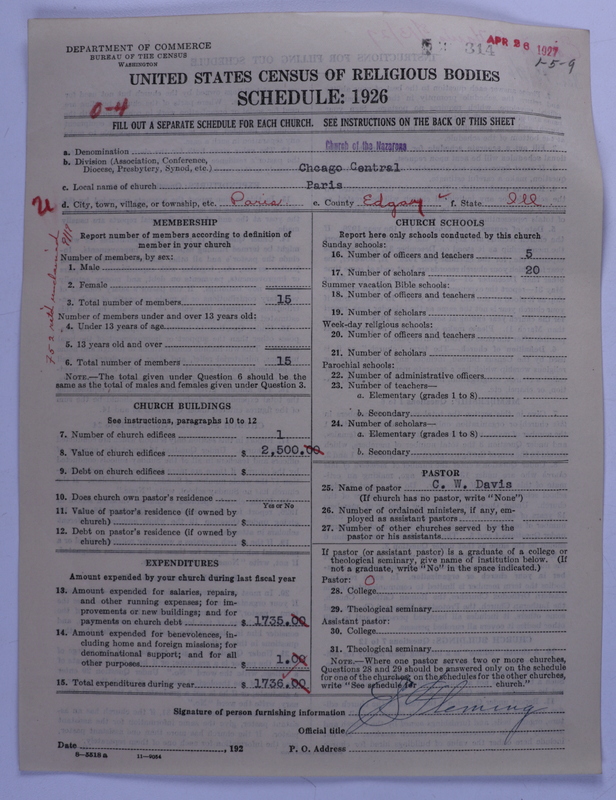 DEPARTMENT OF COMMERCE
BUREAU OF THE CENSUS
WASHINGTON
314
APR 26 1927
1-5-9
UNITED STATES CENSUS OF RELIGIOUS BODIES
SCHEDULE: 1926
0-4
FILL OUT A SEPARATE SCHEDULE FOR EACH CHURCH. SEE INSTRUCTIONS ON THE BACK OF THIS SHEET
a. Denomination Church of the Nazarene
b. Division (Association, Conference,
Diocese, Presbytery, Synod, etc.) Chcago Central
c. Local name of church Paris
d. City, town, village, or township, etc. Paris e. County Edgar f. State Ill
MEMBERSHIP
Report number of members according to definition of
member in your church
Number of members, by sex:
1. Male
2. Female
3. Total number of members 15
Number of members under and over 13 years old:
4. Under 13 years of age
5. 13 years old and over
6. Total number of members 15
NOTE.—The total given under Question 6 should be the
same as the total of males and females given under Question 3.
CHURCH BUILDINGS
See instructions, paragraphs 10 to 12
7. Number of church edifices 1
8. Value of church edifices $ 2,500.00
9. Debt on church edifices $
10. Does church own pastor's residence
Yes or No
11. Value of pastor's residence (if owned by
church) $
12. Debt on pastor's residence (if owned by
church) $
EXPENDITURES
Amount expended by your church during last fiscal year
13. Amount expended for salaries, repairs,
and other running expenses; for im-
provements or new buildings; and for
payments on church debt $ 1735.00
14. Amount expended for benevolences, in-
cluding home and foreign missions; for
denominational support; and for all
other purposes $ 1.00
15. Total expenditures during year $ 1736.00
CHURCH SCHOOLS
Report here only schools conducted by this church
Sunday schools:
16. Number of officers and teachers 5
17. Number of scholars 20
Summer vacation Bible schools:
18. Number of officers and teachers
19. Number of scholars
Week-day religious schools:
20. Number of officers and teachers
21. Number of scholars
Parochial schools:
22. Number of administrative officers
23. Number of teachers—
a. Elementary (grades 1 to 8)
b. Secondary
24. Number of scholars—
a. Elementary (grades 1 to 8)
b. Secondary
PASTOR
25. Name of pastor C. W. Davis
(If church has no pastor, write "None")
26. Number of ordained ministers, if any, em-
ployed as assistant pastors
27. Number of other churches served by the
pastor or his assistants
If pastor (or assistant pastor) is a graduate of a college or
theological seminary, give name of institution below. (If
not a graduate, write "No" in the space indicated.)
Pastor: 0
28. College
29. Theological seminary
Assistant pastor:
30. College
31. Theological seminary
NOTE.—Where one pastor serves two or more churches,
Questions 28 and 29 should be answered only on the schedule
for one of the churches; on the schedules for the other churches,
write "See schedule for church."
Signature of person furnishing information S Fleming
Official title
Date , 192 P. O. Address
8-5518a 11-9084